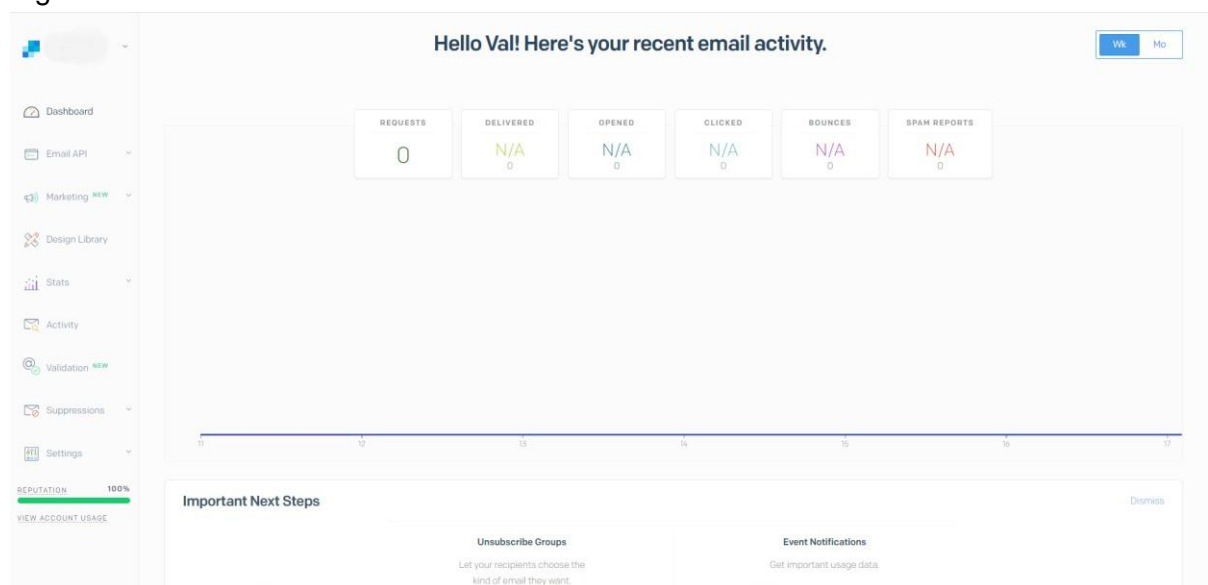 Hello Val! Here's your recent email activity.
Wk Mo
Dashboard
Email API
Marketing NEW
Design Library
Stats
Activity
Validation NEW
Suppressions
Settings
REPUTATION 100%
VIEW ACCOUNT USAGE
REQUESTS DELIVERED OPENED CLICKED BOUNCES SPAM REPORTS
0 N/A N/A N/A N/A N/A
0 0 0 0 0
11 12 13 14 15 16 17
Important Next Steps
Dismiss
Unsubscribe Groups
Let your recipients choose the
kind of email they want.
Event Notifications
Get important usage data.